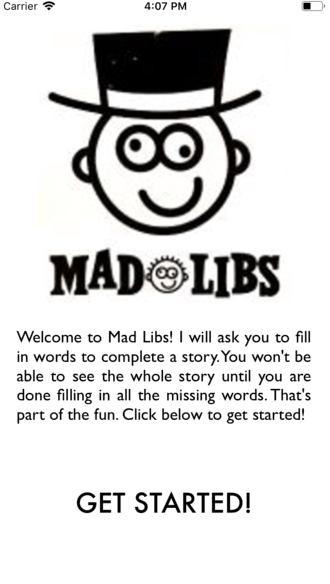 Carrier 4:07 PM
MAD LIBS
Welcome to Mad Libs! I will ask you to fill
in words to complete a story. You won't be
able to see the whole story until you are
done filling in all the missing words. That's
part of the fun. Click below to get started!
GET STARTED!